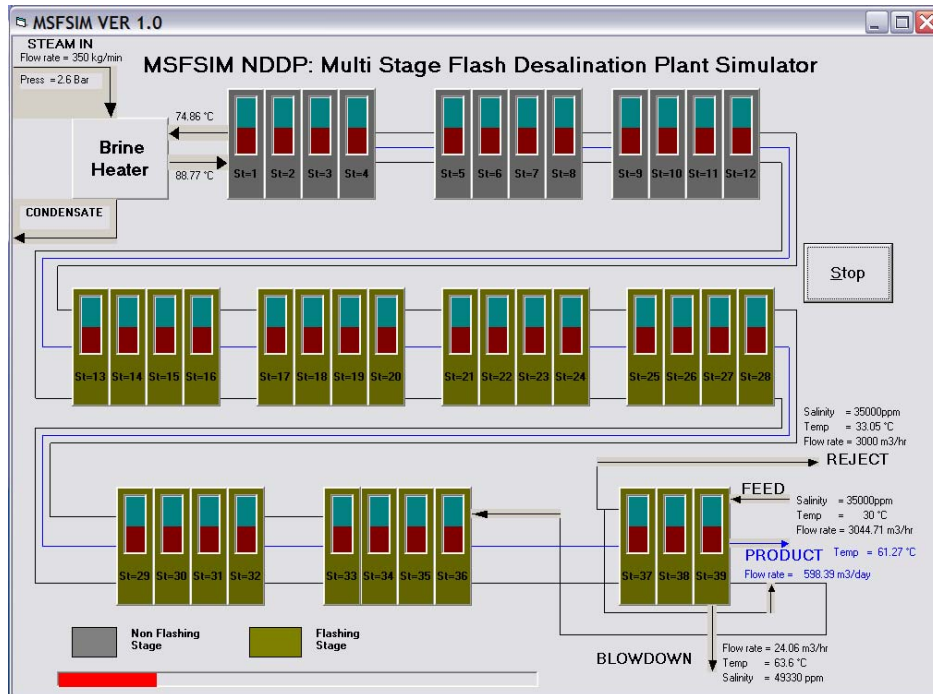 MSFSIM VER 1.0
STEAM IN
Flow rate = 350 kg/min
Press = 2.6 Bar
MSFSIM NDDP: Multi Stage Flash Desalination Plant Simulator
74.86 °C
Brine
Heater
88.77 °C
CONDENSATE
St=1 St=2 St=3 St=4 St=5 St=6 St=7 St=8 St=9 St=10 St=11 St=12
Stop
St=13 St=14 St=15 St=16 St=17 St=18 St=19 St=20 St=21 St=22 St=23 St=24 St=25 St=26 St=27 St=28
Salinity = 35000ppm
Temp = 33.05 °C
Flow rate = 3000 m3/hr
REJECT
FEED
Salinity = 35000ppm
Temp = 30 °C
Flow rate = 3044.71 m3/hr
PRODUCT Temp = 61.27 °C
Flow rate = 598.39 m3/day
St=29 St=30 St=31 St=32 St=33 St=34 St=35 St=36 St=37 St=38 St=39
Non Flashing
Stage
Flashing
Stage
BLOWDOWN
Flow rate = 24.06 m3/hr
Temp = 63.6 °C
Salinity = 49330 ppm